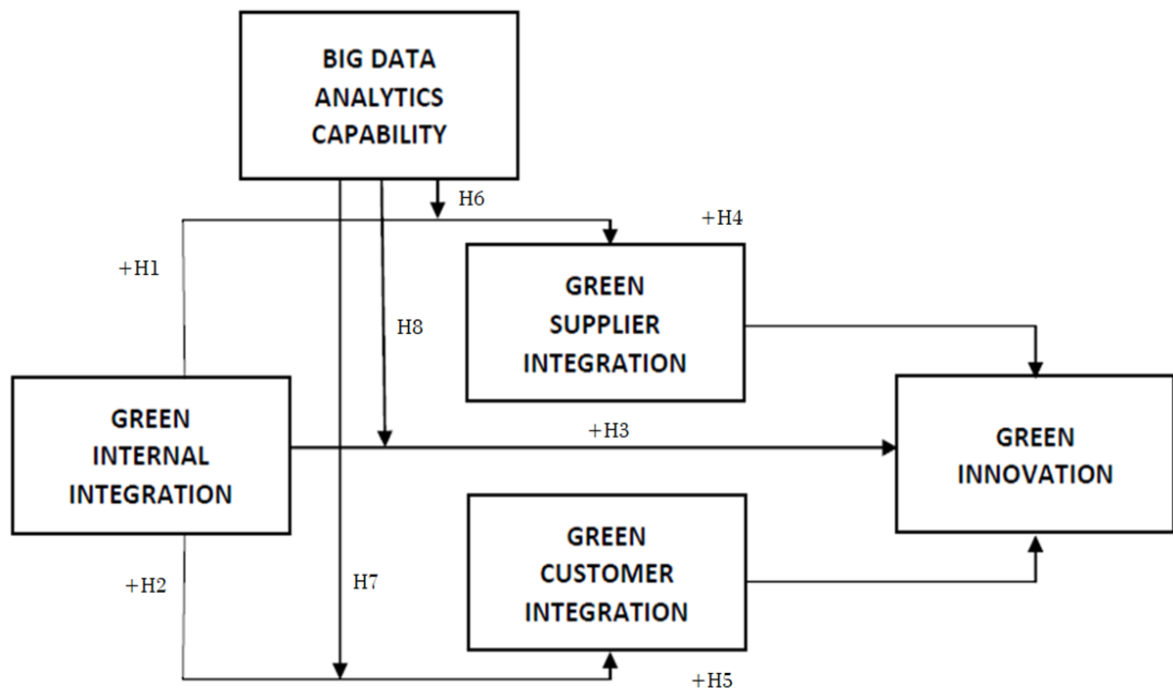 BIG DATA
ANALYTICS
CAPABILITY
H6
+H4
+H1
GREEN
SUPPLIER
INTEGRATION
H8
GREEN
INTERNAL
INTEGRATION
+H3
GREEN
INNOVATION
GREEN
CUSTOMER
INTEGRATION
+H2
H7
+H5